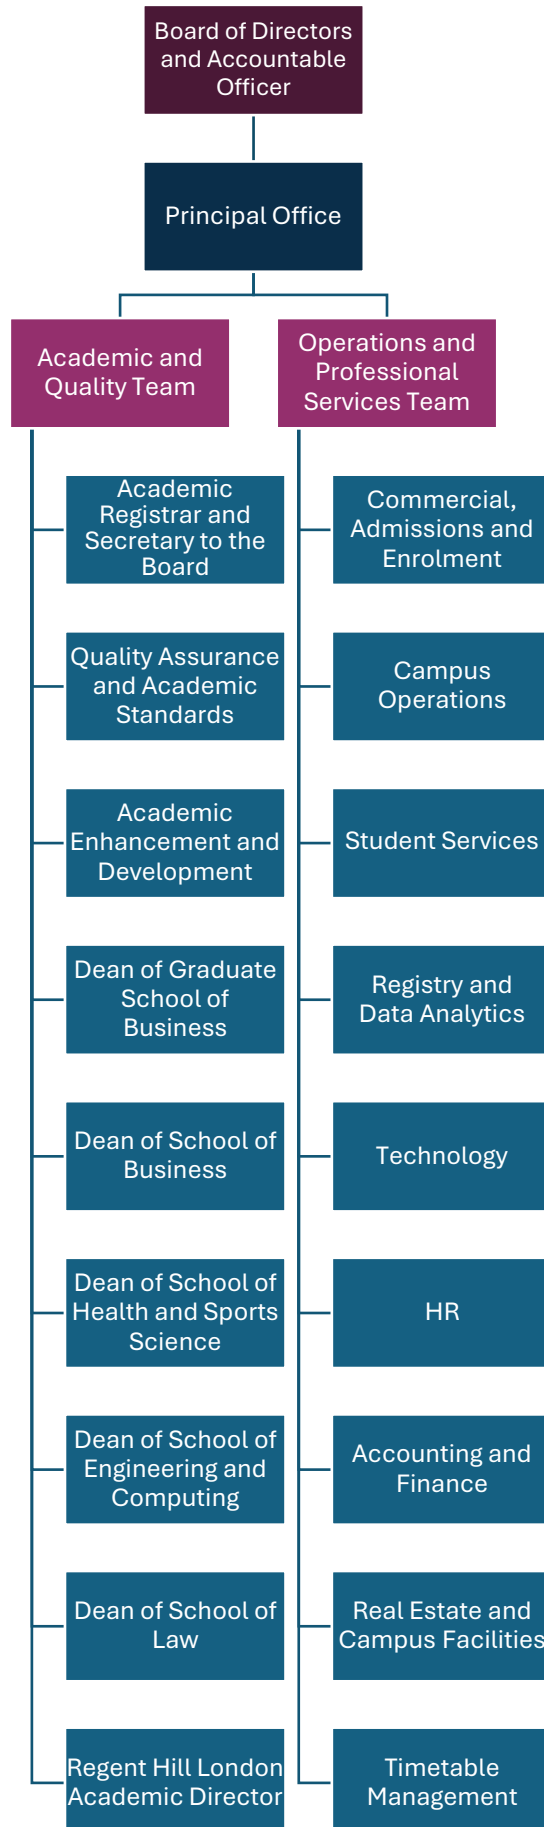 Board of Directors
and Accountable
Officer
Principal Office
Academic and
Quality Team
Operations and
Professional
Services Team
Academic
Registrar and
Secretary to the
Board
Commercial,
Admissions and
Enrolment
Quality Assurance
and Academic
Standards
Campus
Operations
Academic
Enhancement and
Development
Student Services
Dean of Graduate
School of
Business
Registry and
Data Analytics
Dean of School of
Business
Technology
Dean of School of
Health and Sports
Science
HR
Dean of School of
Engineering and
Computing
Accounting and
Finance
Dean of School of
Law
Real Estate and
Campus Facilities
Regent Hill London
Academic Director
Timetable
Management